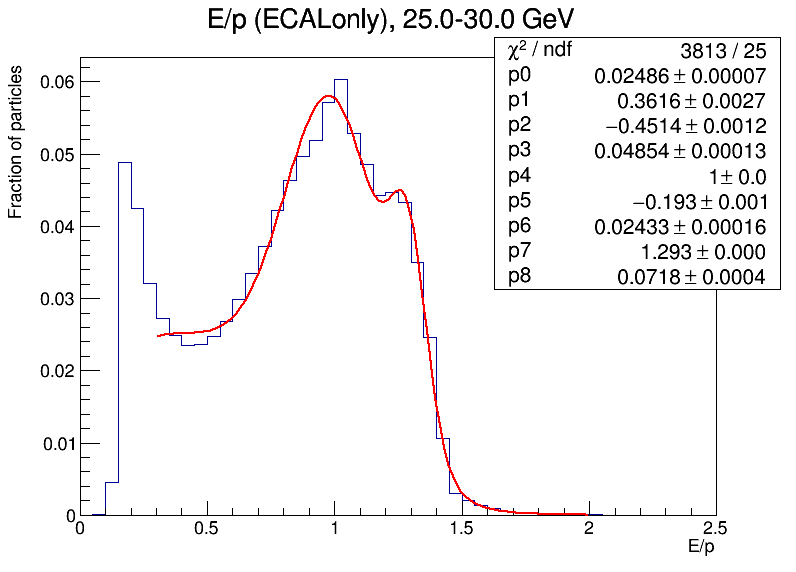 E/p (ECALonly), 25.0-30.0 GeV
χ² / ndf 3813 / 25
p0 0.02486 ± 0.00007
p1 0.3616 ± 0.0027
p2 −0.4514 ± 0.0012
p3 0.04854 ± 0.00013
p4 1 ± 0.0
p5 −0.193 ± 0.001
p6 0.02433 ± 0.00016
p7 1.293 ± 0.000
p8 0.0718 ± 0.0004
Fraction of particles
0.06
0.05
0.04
0.03
0.02
0.01
0
0 0.5 1 1.5 2 2.5
E/p